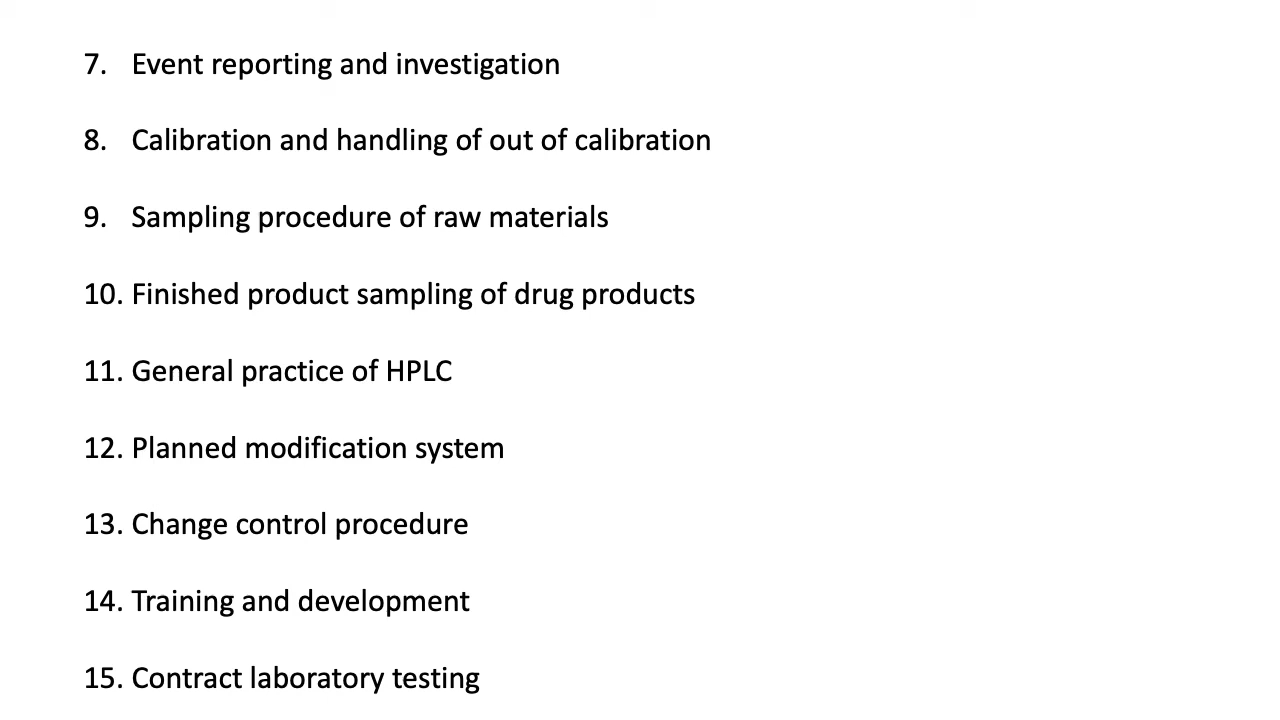 7. Event reporting and investigation
8. Calibration and handling of out of calibration
9. Sampling procedure of raw materials
10. Finished product sampling of drug products
11. General practice of HPLC
12. Planned modification system
13. Change control procedure
14. Training and development
15. Contract laboratory testing